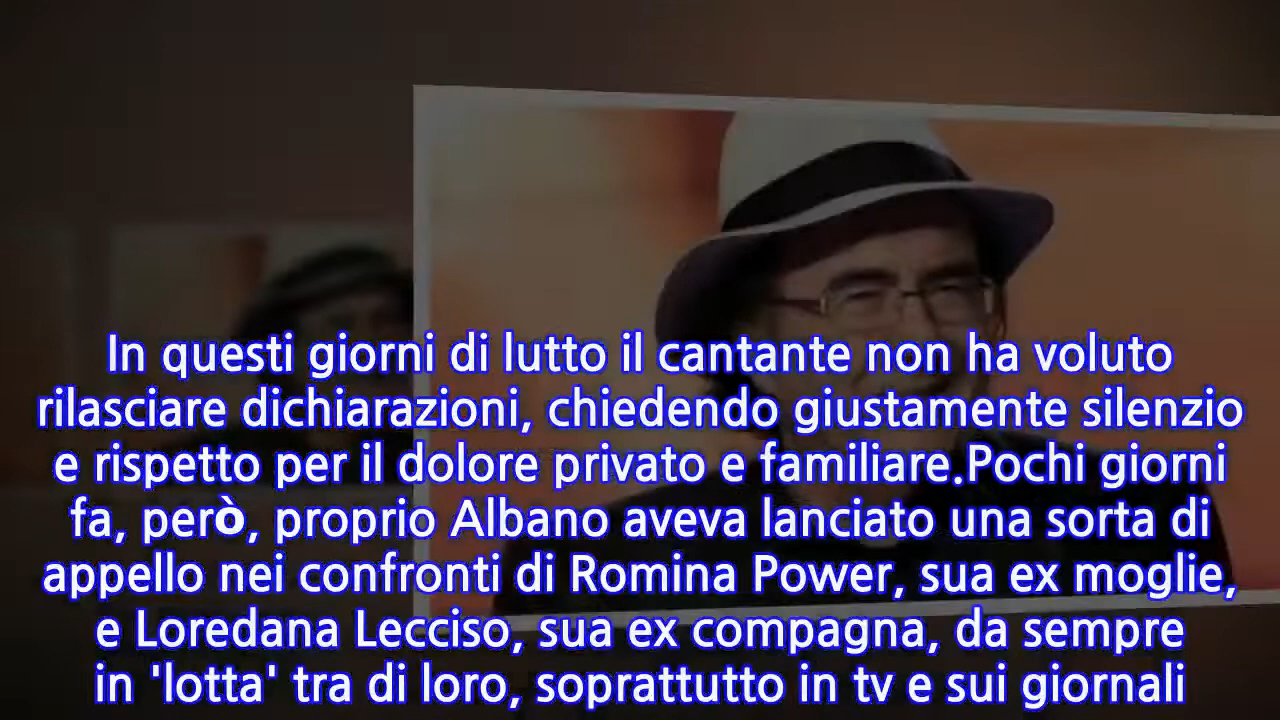 In questi giorni di lutto il cantante non ha voluto
rilasciare dichiarazioni, chiedendo giustamente silenzio
e rispetto per il dolore privato e familiare.Pochi giorni
fa, però, proprio Albano aveva lanciato una sorta di
appello nei confronti di Romina Power, sua ex moglie,
e Loredana Lecciso, sua ex compagna, da sempre
in 'lotta' tra di loro, soprattutto in tv e sui giornali